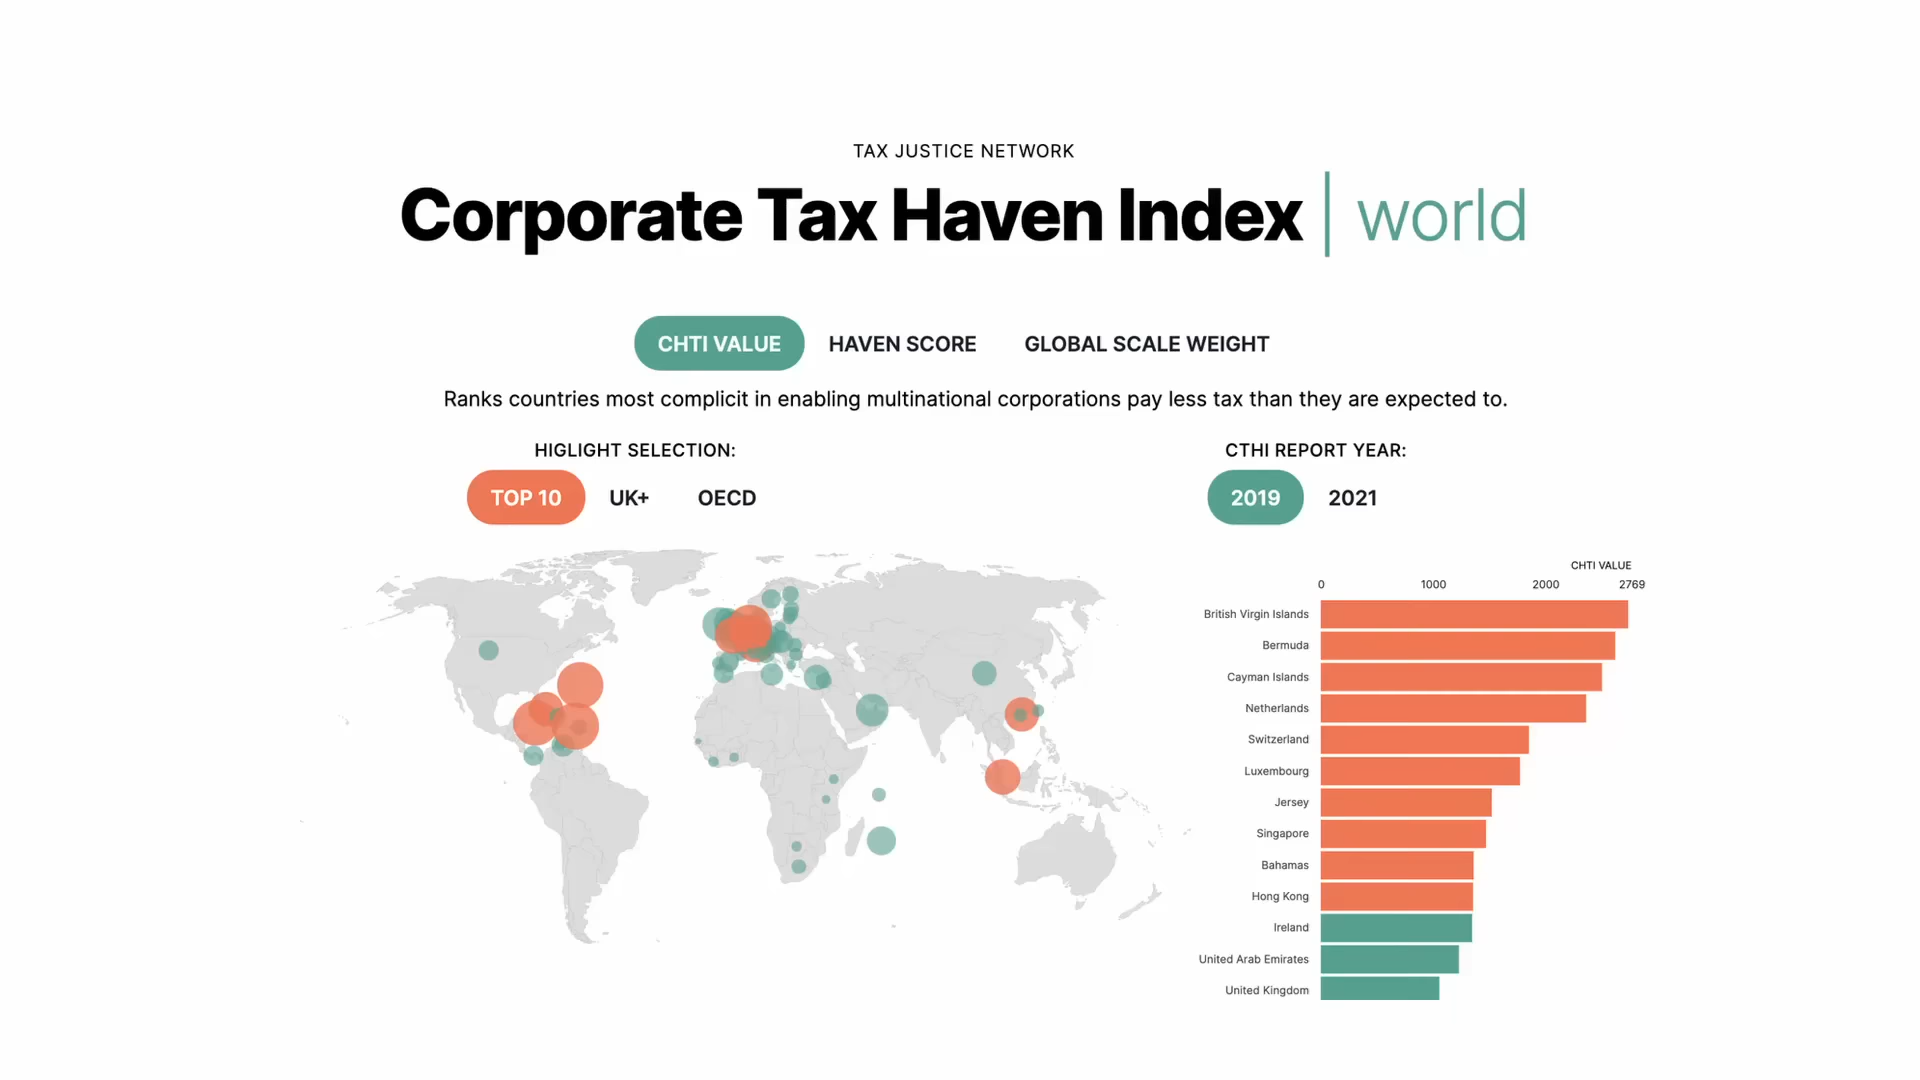 TAX JUSTICE NETWORK
Corporate Tax Haven Index | world
CHTI VALUE HAVEN SCORE GLOBAL SCALE WEIGHT
Ranks countries most complicit in enabling multinational corporations pay less tax than they are expected to.
HIGLIGHT SELECTION:
TOP 10 UK+ OECD
CTHI REPORT YEAR:
2019 2021
CHTI VALUE
0 1000 2000 2769
British Virgin Islands
Bermuda
Cayman Islands
Netherlands
Switzerland
Luxembourg
Jersey
Singapore
Bahamas
Hong Kong
Ireland
United Arab Emirates
United Kingdom